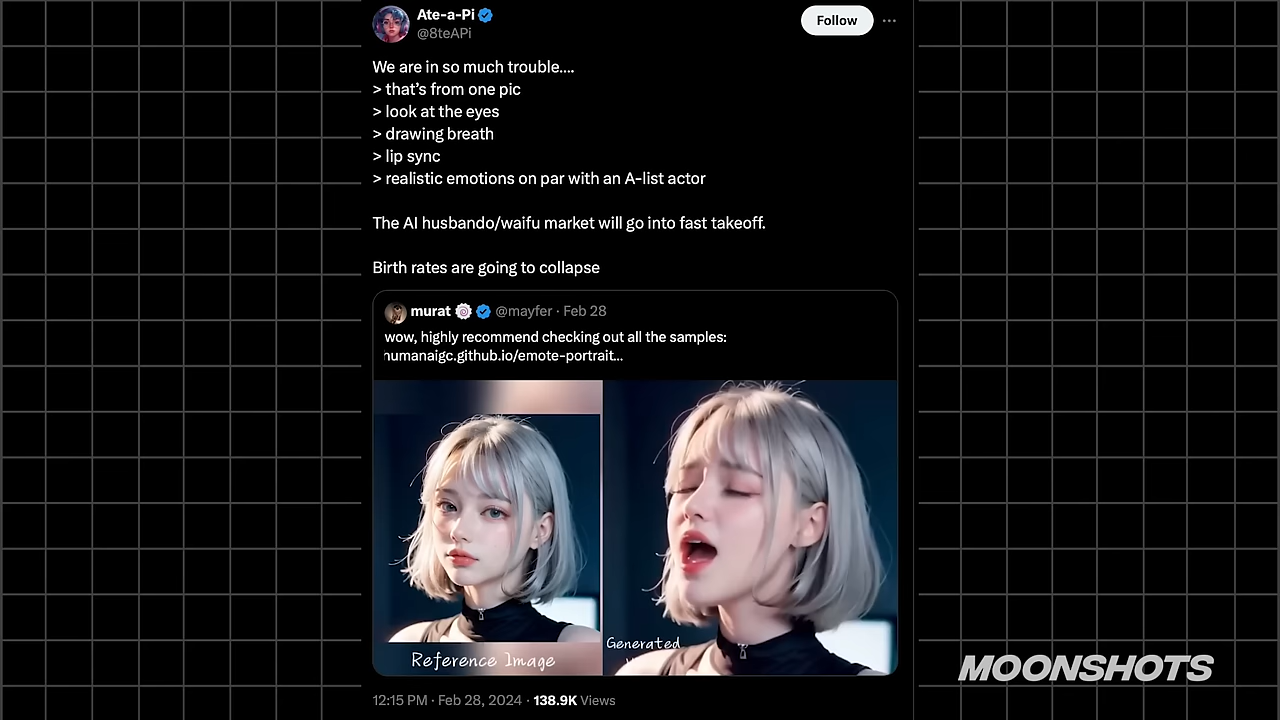 Ate-a-Pi
@8teAPi
Follow
We are in so much trouble....
> that's from one pic
> look at the eyes
> drawing breath
> lip sync
> realistic emotions on par with an A-list actor
The AI husbando/waifu market will go into fast takeoff.
Birth rates are going to collapse
murat @mayfer · Feb 28
wow, highly recommend checking out all the samples:
humanaigc.github.io/emote-portrait...
Reference Image
Generated
MOONSHOTS
12:15 PM · Feb 28, 2024 · 138.9K Views